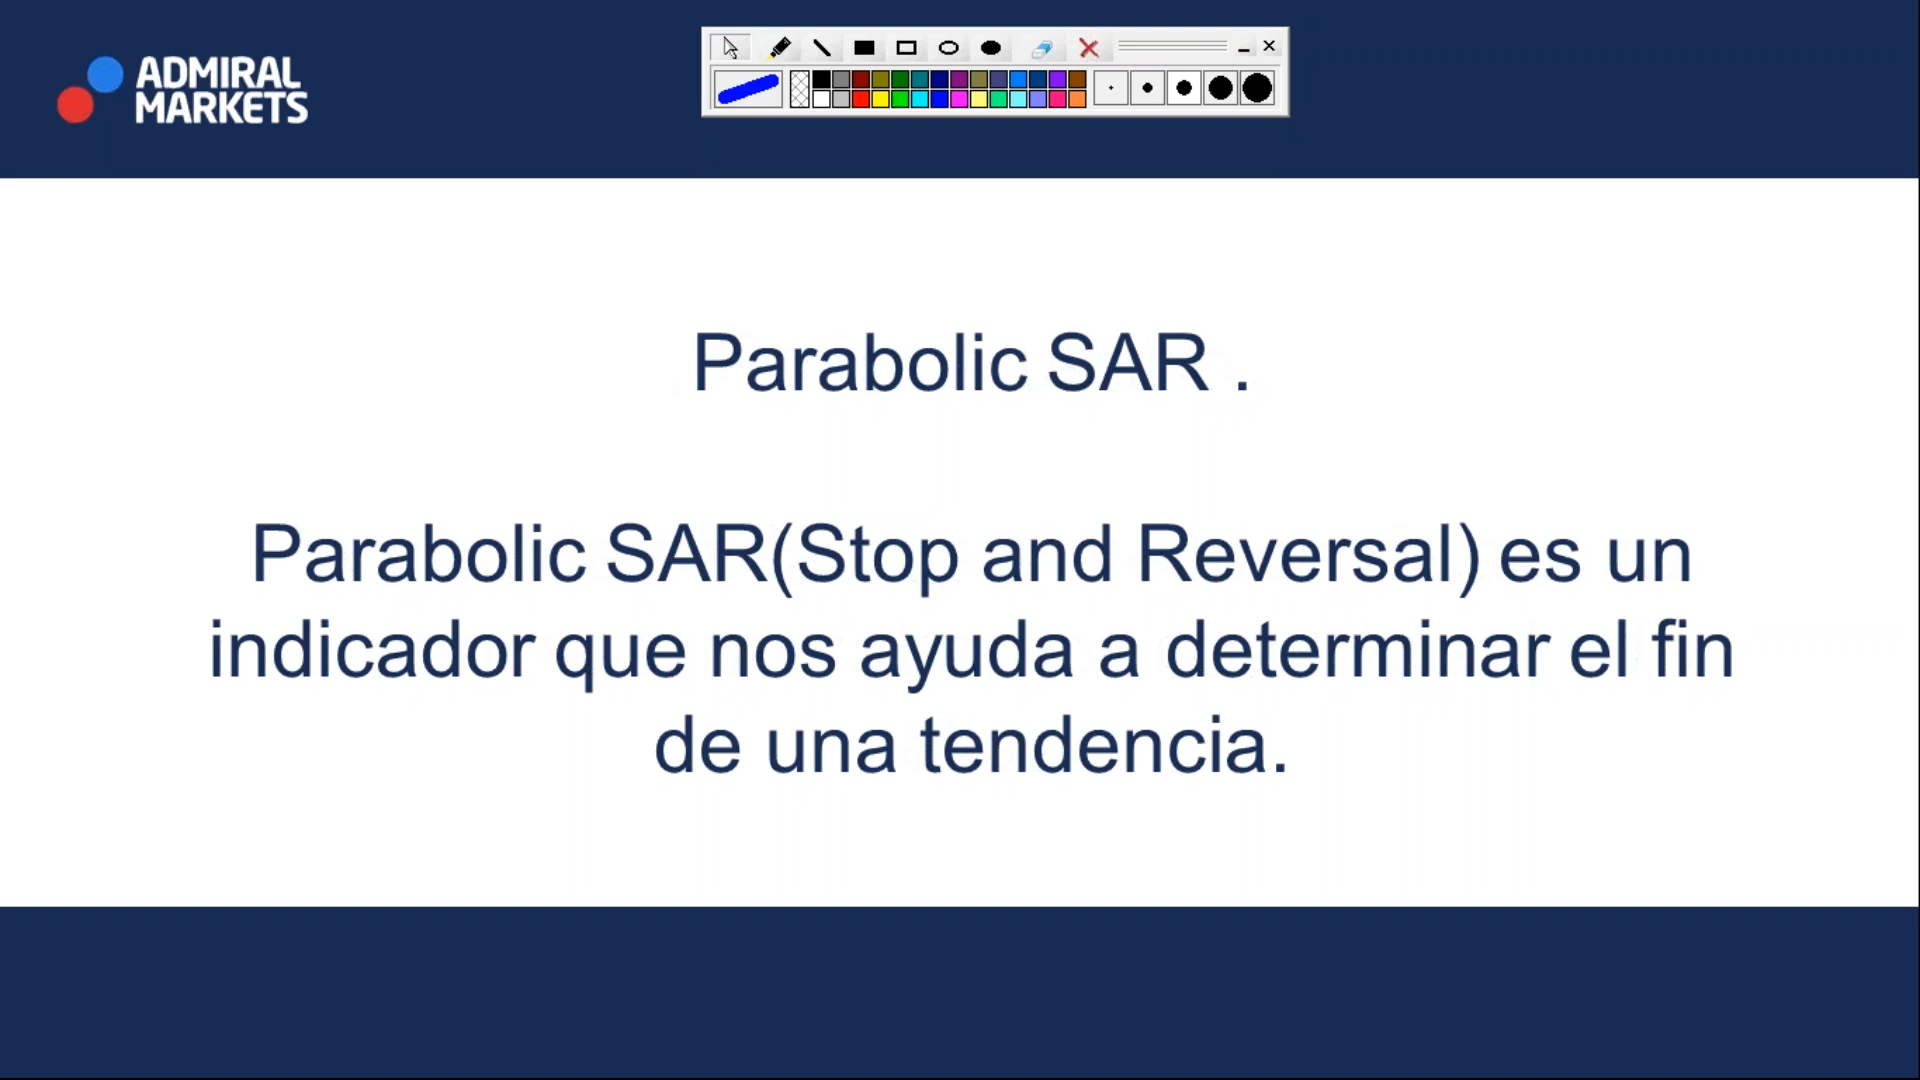 ADMIRAL
MARKETS
Parabolic SAR .
Parabolic SAR(Stop and Reversal) es un
indicador que nos ayuda a determinar el fin
de una tendencia.